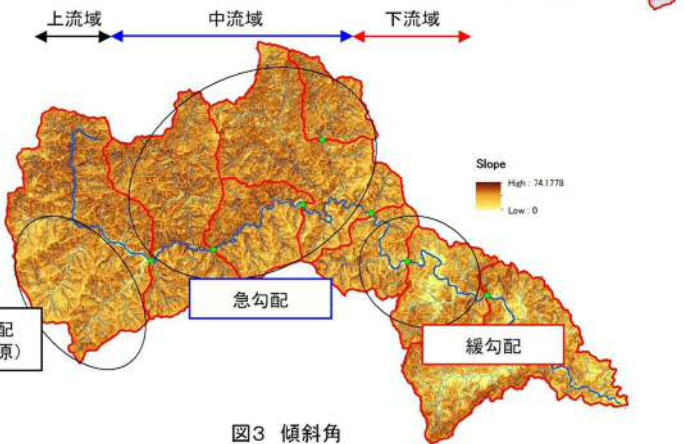 上流域
中流域
下流域
Slope
High : 74.1778
Low : 0
急勾配
配
原）
緩勾配
図3 傾斜角